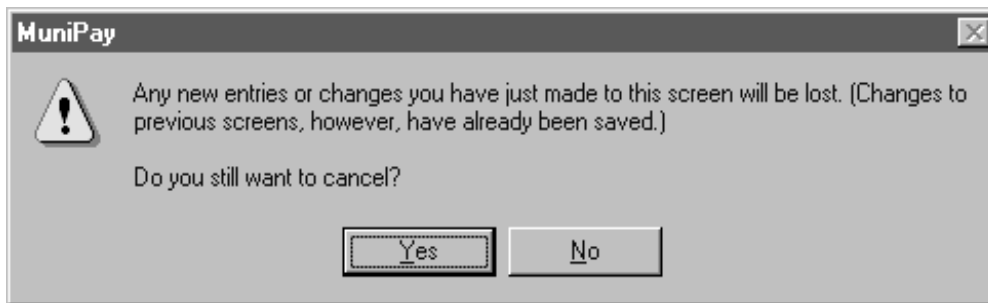 MuniPay
Any new entries or changes you have just made to this screen will be lost. (Changes to
previous screens, however, have already been saved.)
Do you still want to cancel?
Yes No